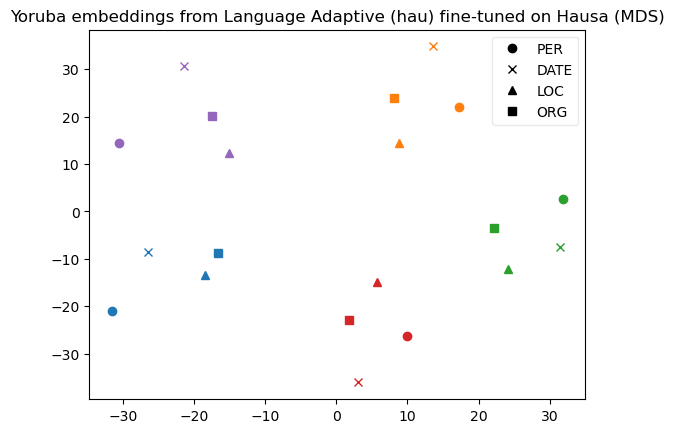 Yoruba embeddings from Language Adaptive (hau) fine-tuned on Hausa (MDS)
PER
DATE
LOC
ORG
30
20
10
0
−10
−20
−30
−30 −20 −10 0 10 20 30